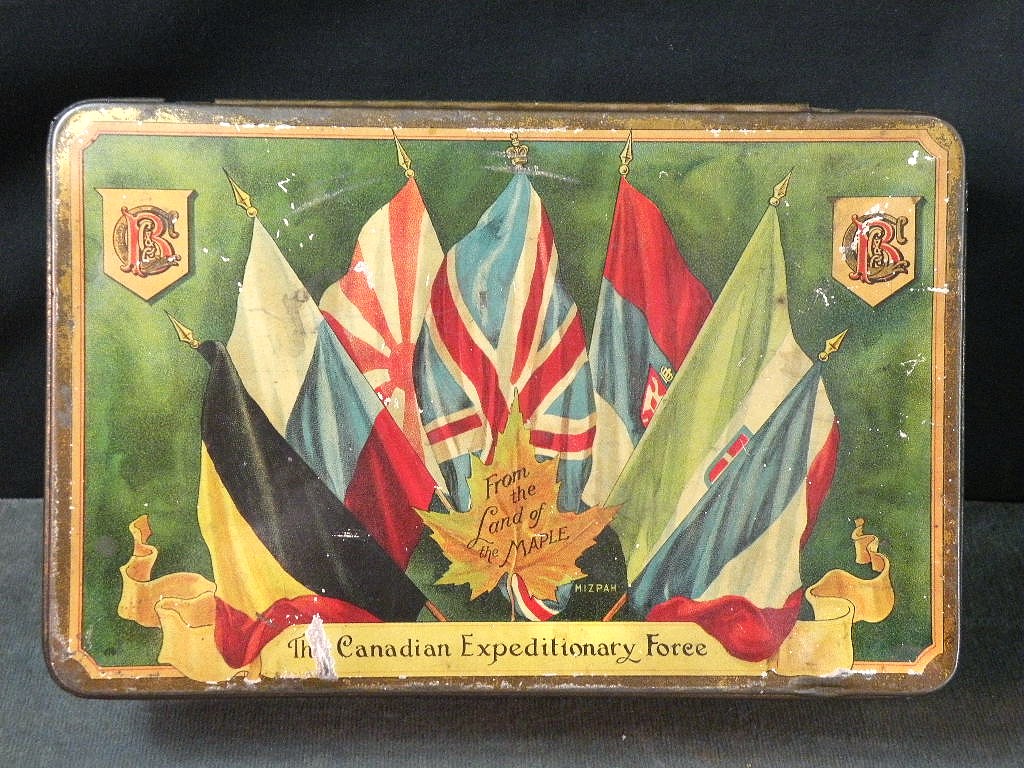 From
the
Land of
the MAPLE
MIZPAH
The Canadian Expeditionary Force